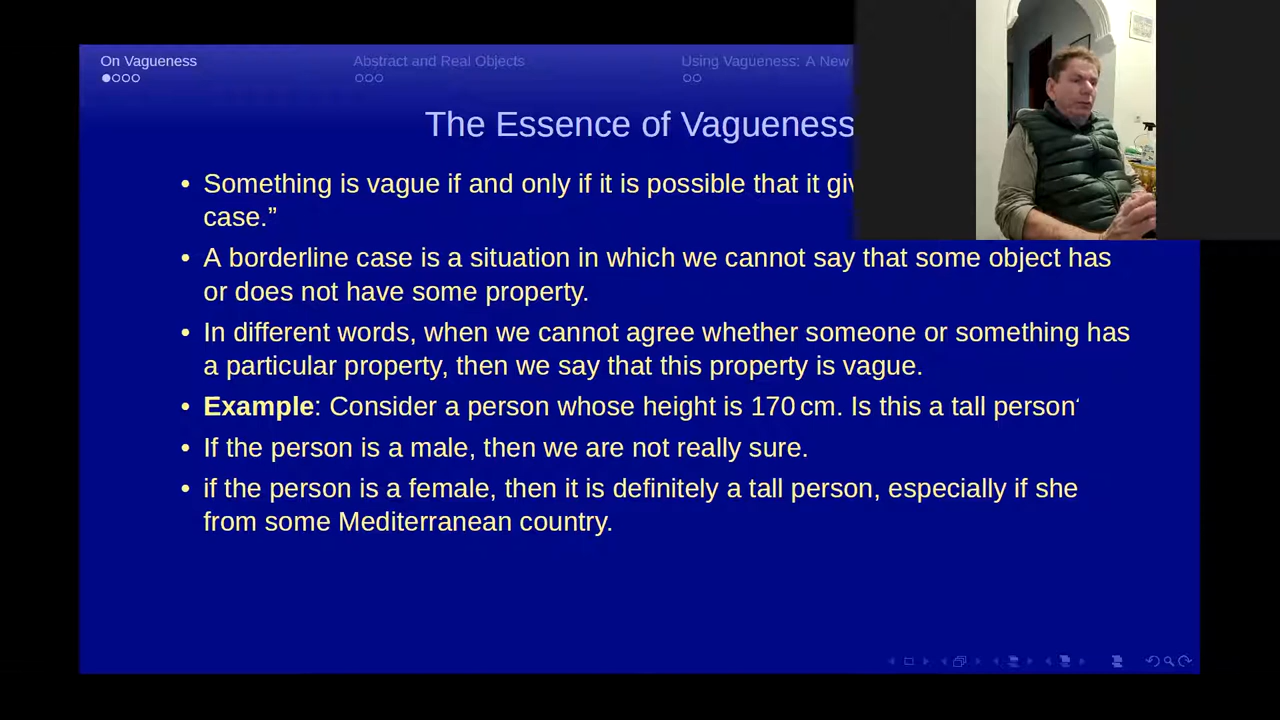 On Vagueness
Abstract and Real Objects
Using Vagueness: A New
The Essence of Vagueness
• Something is vague if and only if it is possible that it
case.”
• A borderline case is a situation in which we cannot say that some object has
or does not have some property.
• In different words, when we cannot agree whether someone or something has
a particular property, then we say that this property is vague.
• Example: Consider a person whose height is 170 cm. Is this a tall person
• If the person is a male, then we are not really sure.
• if the person is a female, then it is definitely a tall person, especially if she
from some Mediterranean country.